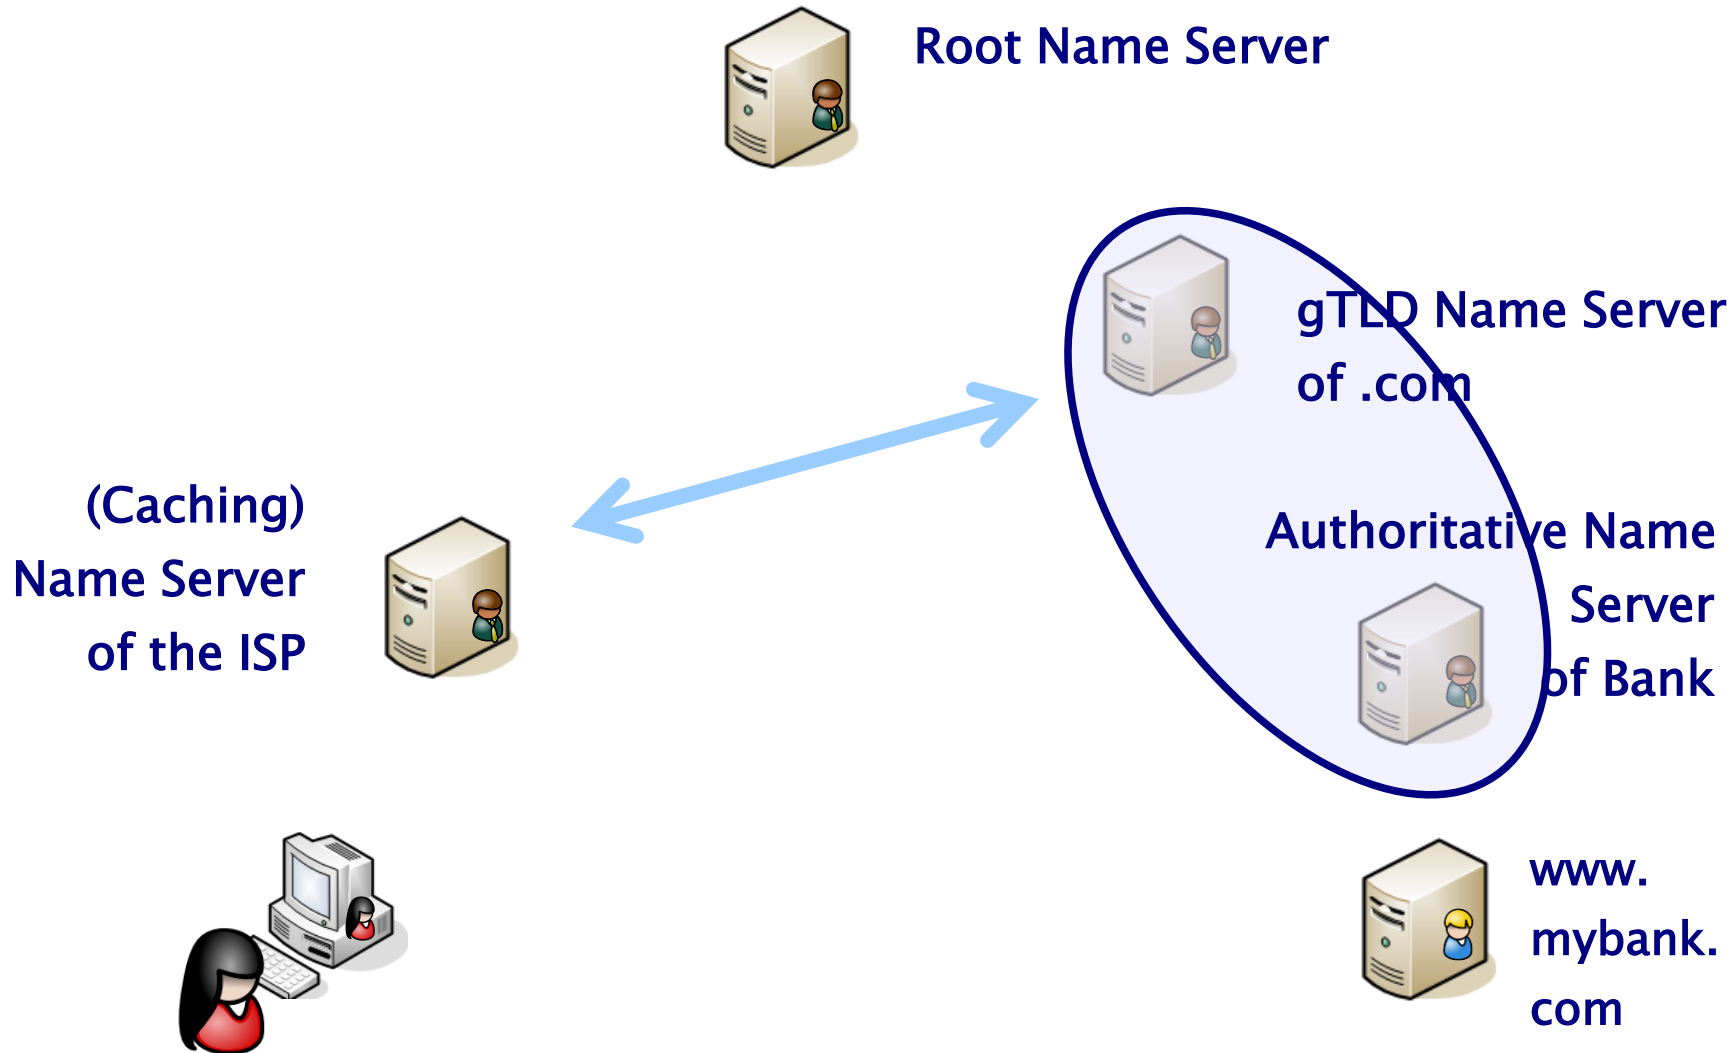 Root Name Server
gTLD Name Server
of .com
(Caching)
Name Server
of the ISP
Authoritative Name
Server
of Bank
www.
mybank.
com